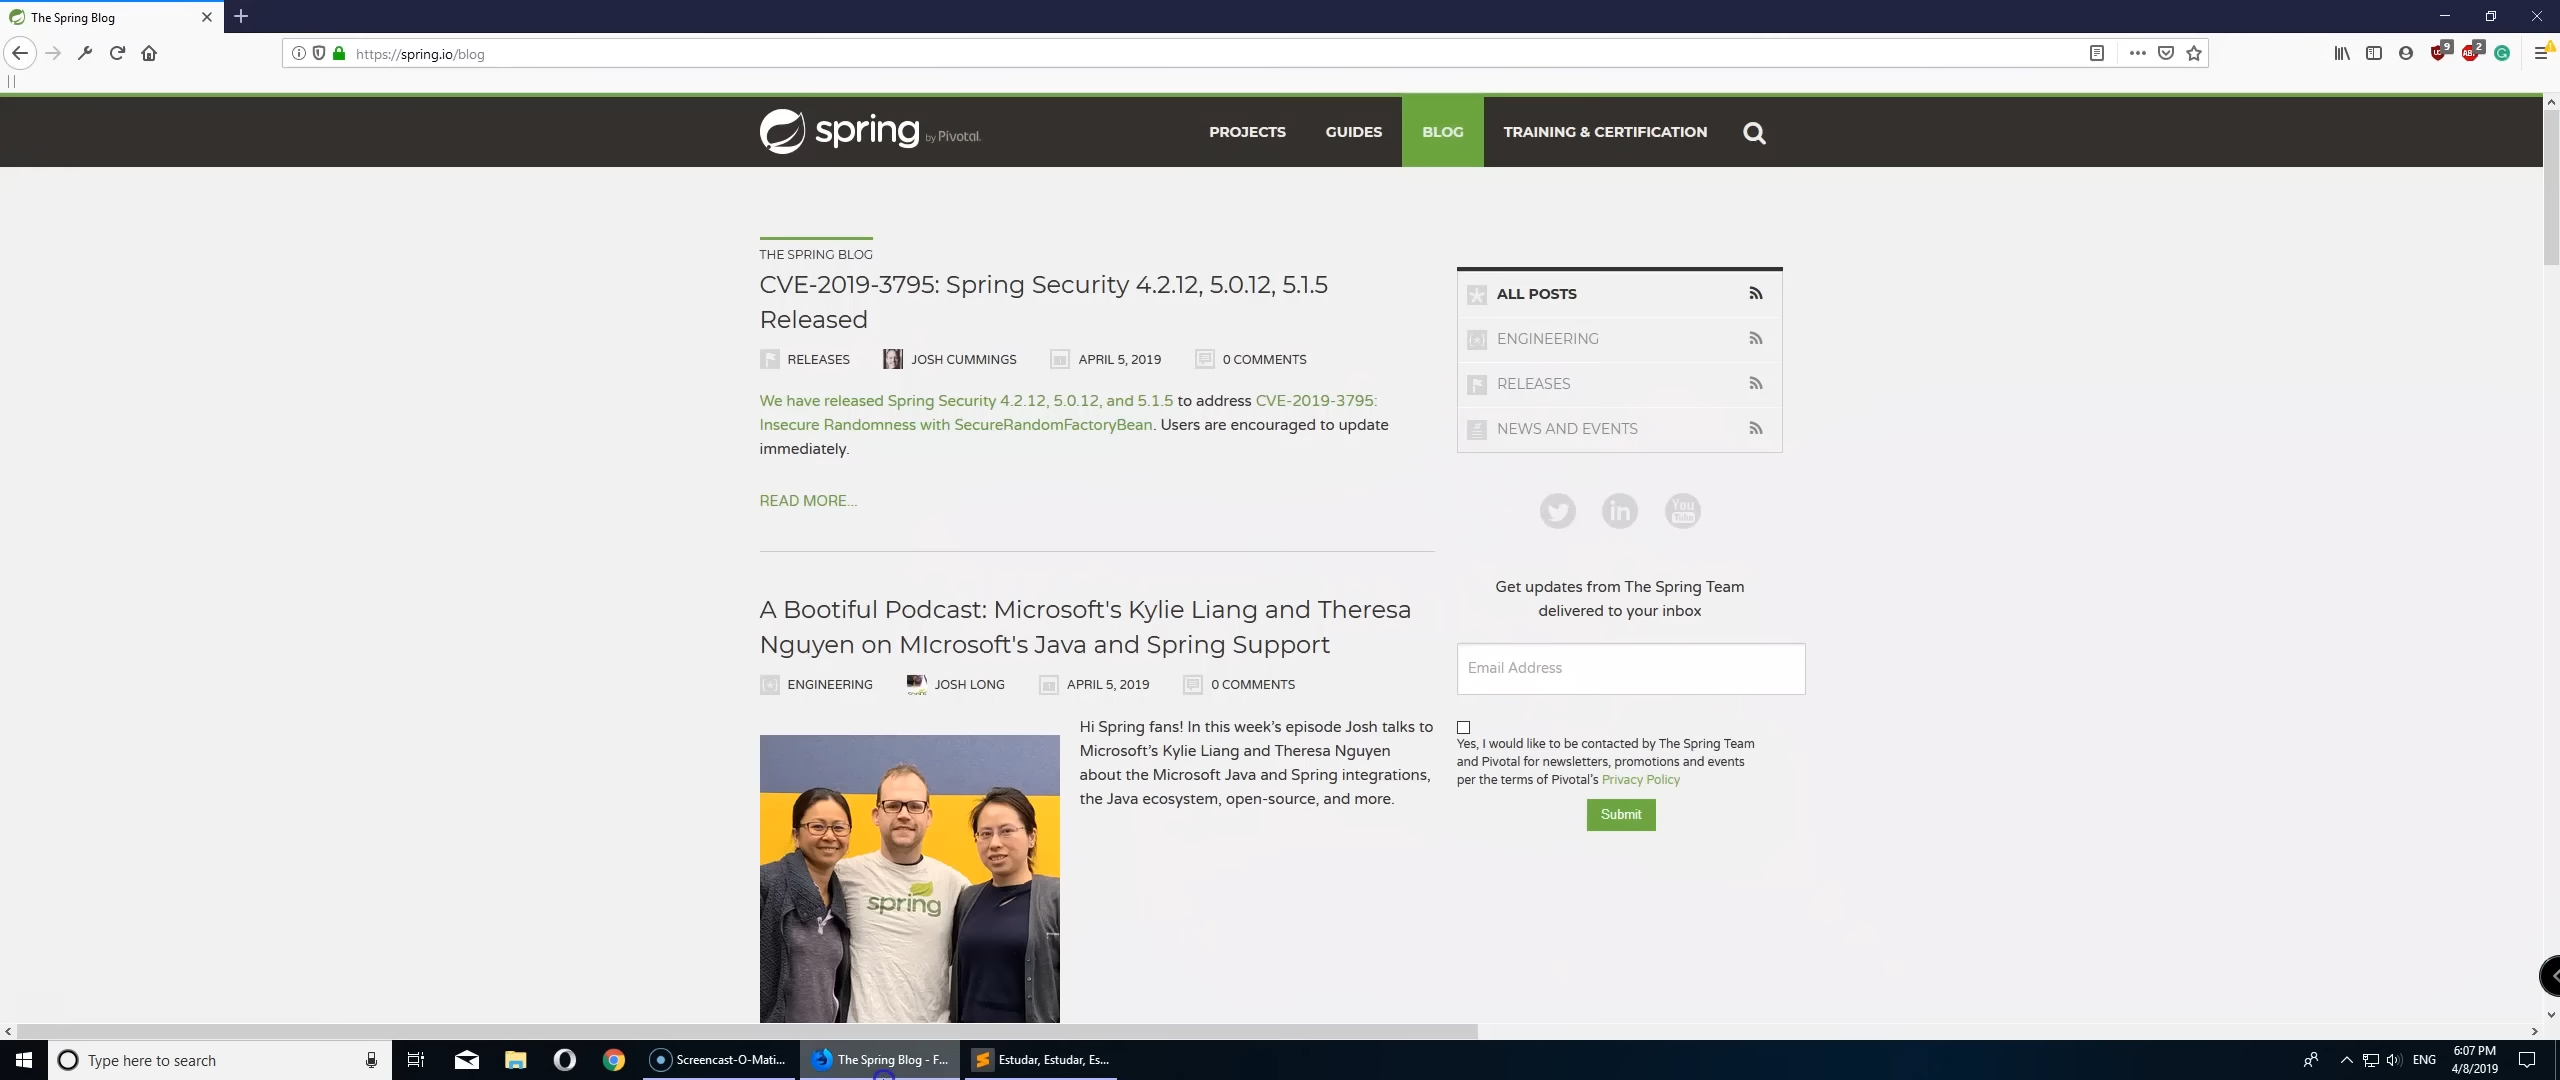 The Spring Blog
https://spring.io/blog
9
2
spring by Pivotal.
PROJECTS
GUIDES
BLOG
TRAINING & CERTIFICATION
THE SPRING BLOG
CVE-2019-3795: Spring Security 4.2.12, 5.0.12, 5.1.5
Released
RELEASES
JOSH CUMMINGS
APRIL 5, 2019
0 COMMENTS
We have released Spring Security 4.2.12, 5.0.12, and 5.1.5 to address CVE-2019-3795:
Insecure Randomness with SecureRandomFactoryBean. Users are encouraged to update
immediately.
READ MORE...
A Bootiful Podcast: Microsoft's Kylie Liang and Theresa
Nguyen on MIcrosoft's Java and Spring Support
ENGINEERING
JOSH LONG
APRIL 5, 2019
0 COMMENTS
Hi Spring fans! In this week's episode Josh talks to
Microsoft's Kylie Liang and Theresa Nguyen
about the Microsoft Java and Spring integrations,
the Java ecosystem, open-source, and more.
spring
ALL POSTS
ENGINEERING
RELEASES
NEWS AND EVENTS
in
You
Tube
Get updates from The Spring Team
delivered to your inbox
Email Address
Yes, I would like to be contacted by The Spring Team
and Pivotal for newsletters, promotions and events
per the terms of Pivotal's Privacy Policy
Submit
Type here to search
Screencast-O-Mati...
The Spring Blog - F...
Estudar, Estudar, Es...
ENG
6:07 PM
4/8/2019